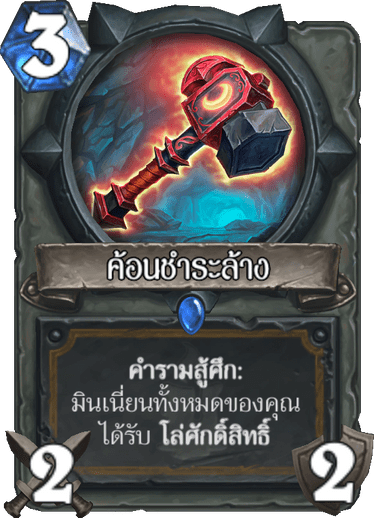 3
ค้อนชำระล้าง
คำรามสู้ศึก:
มินเนี่ยนทั้งหมดของคุณ
ได้รับ โล่ศักดิ์สิทธิ์
2
2